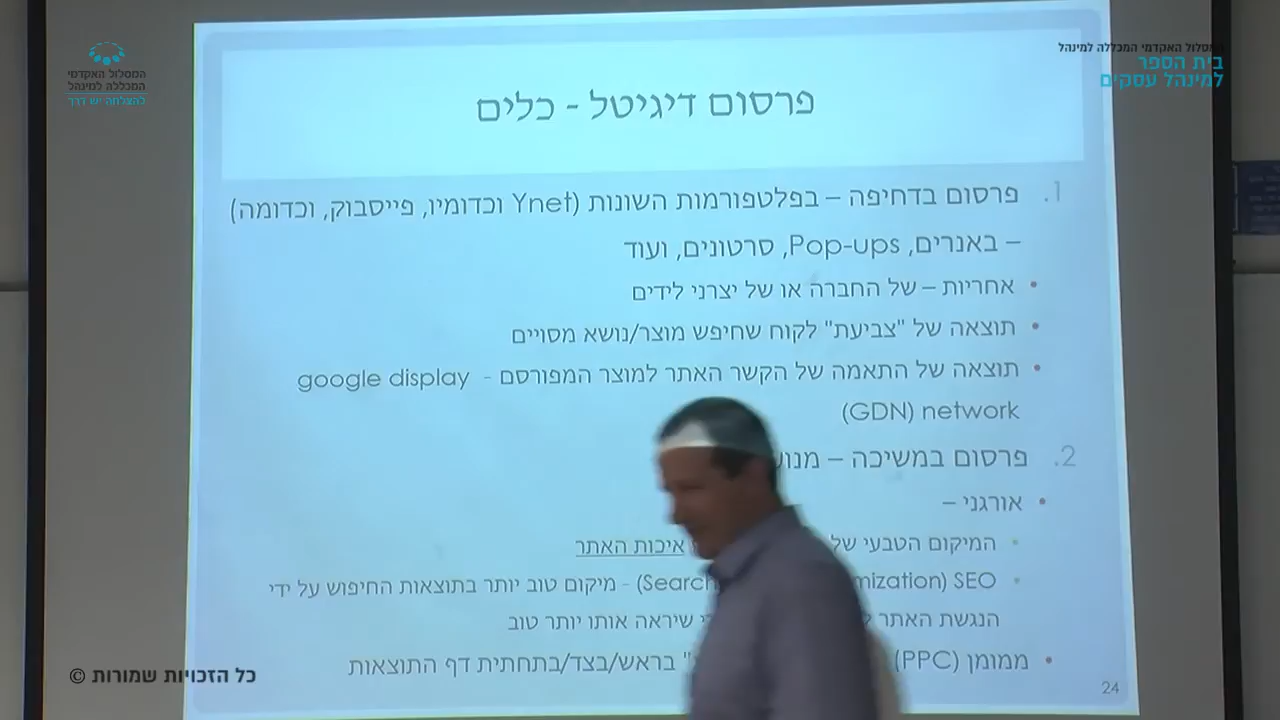 המסלול האקדמי
המכללה למינהל
להצלחה יש דרך
המסלול האקדמי המכללה למינהל
בית הספר
למינהל עסקים
פרסום דיגיטל - כלים
1. פרסום בדחיפה – בפלטפורמות השונות (Ynet וכדומיו, פייסבוק, וכדומה)
– באנרים, Pop-ups, סרטונים, ועוד
• אחריות – של החברה או של יצרני לידים
• תוצאה של "צביעת" לקוח שחיפש מוצר/נושא מסויים
• תוצאה של התאמה של הקשר האתר למוצר המפורסם - google display
network (GDN)
2. פרסום במשיכה –
• אורגני –
• המיקום הטבעי של איכות האתר
• SEO (Search - מיקום טוב יותר בתוצאות החיפוש על ידי
הנגשת האתר שיראה אותו יותר טוב
• ממומן (PPC) בראש/בצד/בתחתית דף התוצאות
24
כל הזכויות שמורות ©